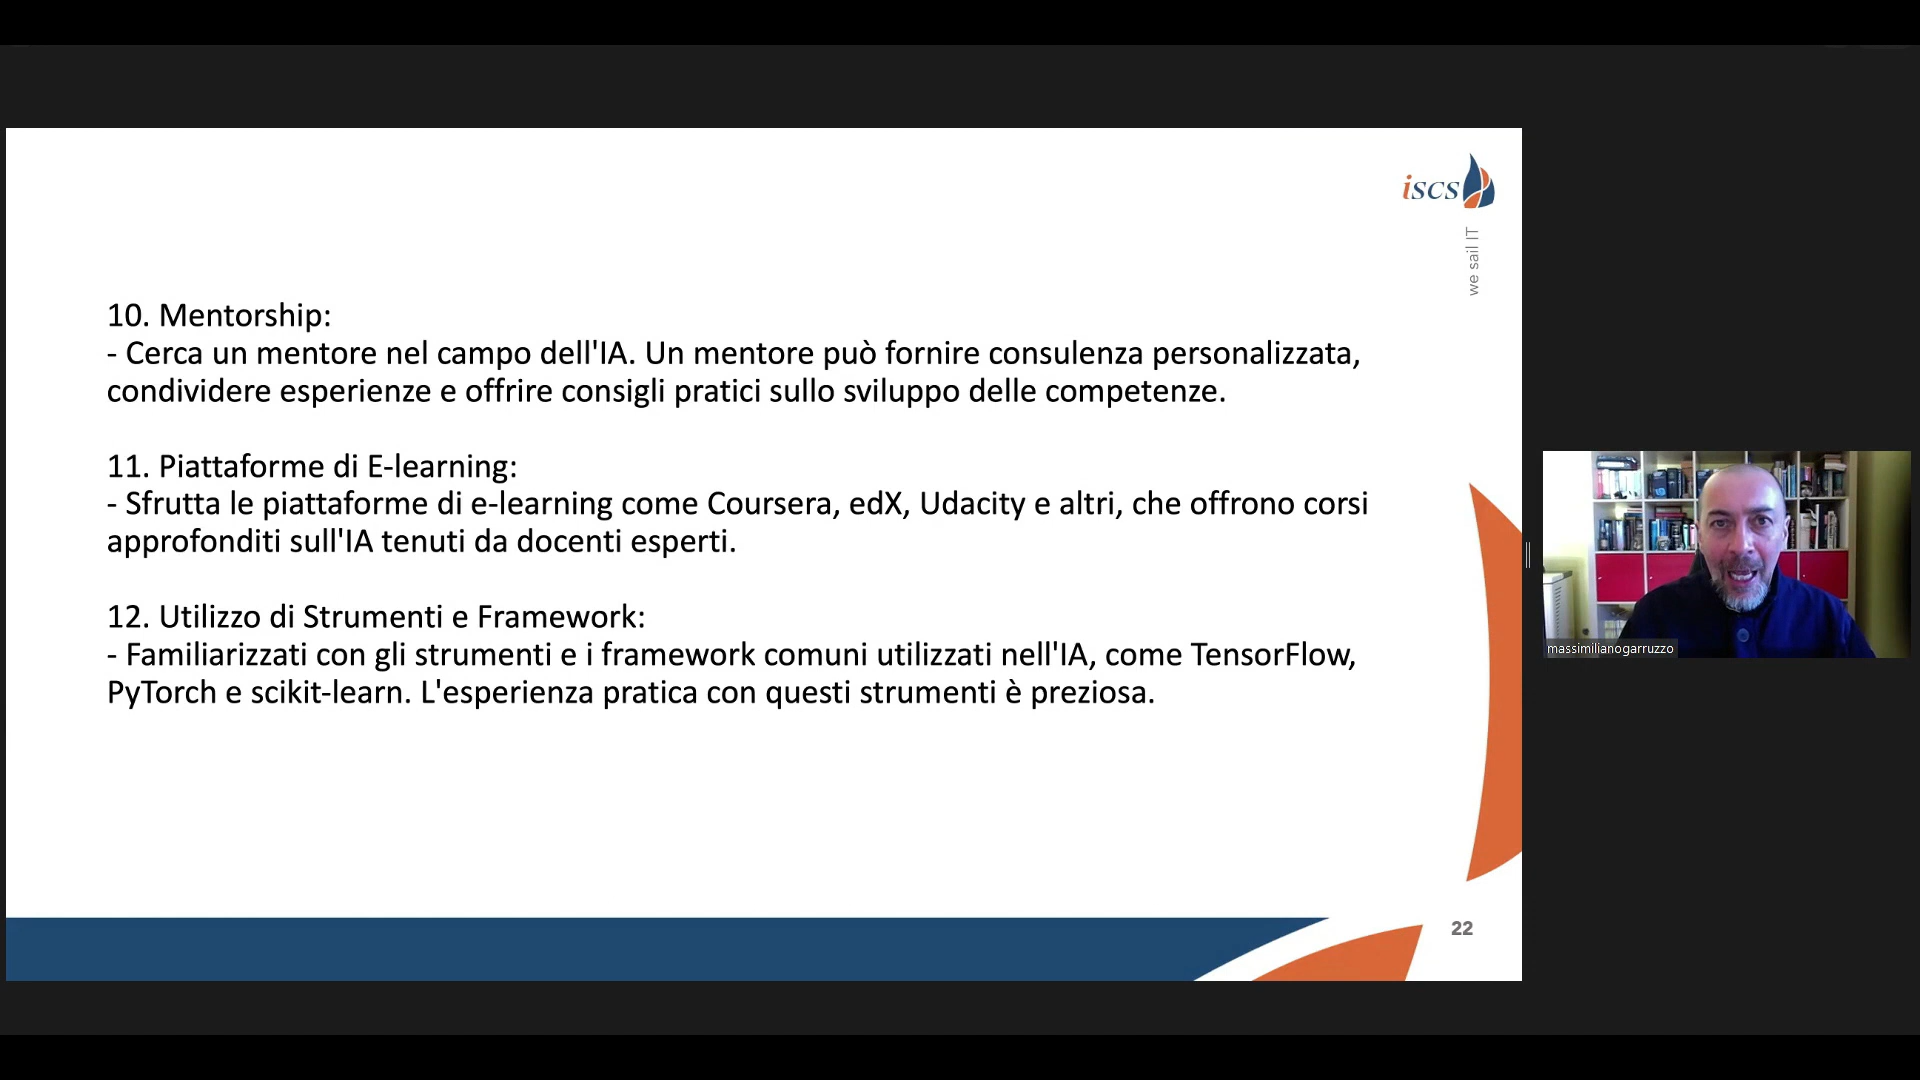 iscs
we sail IT
10. Mentorship:
- Cerca un mentore nel campo dell'IA. Un mentore può fornire consulenza personalizzata,
condividere esperienze e offrire consigli pratici sullo sviluppo delle competenze.
11. Piattaforme di E-learning:
- Sfrutta le piattaforme di e-learning come Coursera, edX, Udacity e altri, che offrono corsi
approfonditi sull'IA tenuti da docenti esperti.
12. Utilizzo di Strumenti e Framework:
- Familiarizzati con gli strumenti e i framework comuni utilizzati nell'IA, come TensorFlow,
PyTorch e scikit-learn. L'esperienza pratica con questi strumenti è preziosa.
22
massimilianogarruzzo